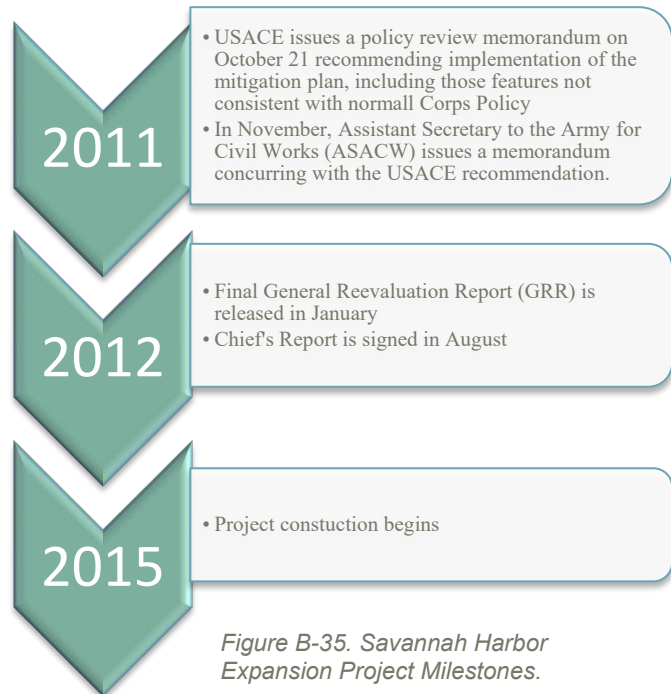 2011
• USACE issues a policy review memorandum on
October 21 recommending implementation of the
mitigation plan, including those features not
consistent with normall Corps Policy
• In November, Assistant Secretary to the Army for
Civil Works (ASACW) issues a memorandum
concurring with the USACE recommendation.
2012
• Final General Reevaluation Report (GRR) is
released in January
• Chief's Report is signed in August
2015
• Project constuction begins
Figure B-35. Savannah Harbor
Expansion Project Milestones.